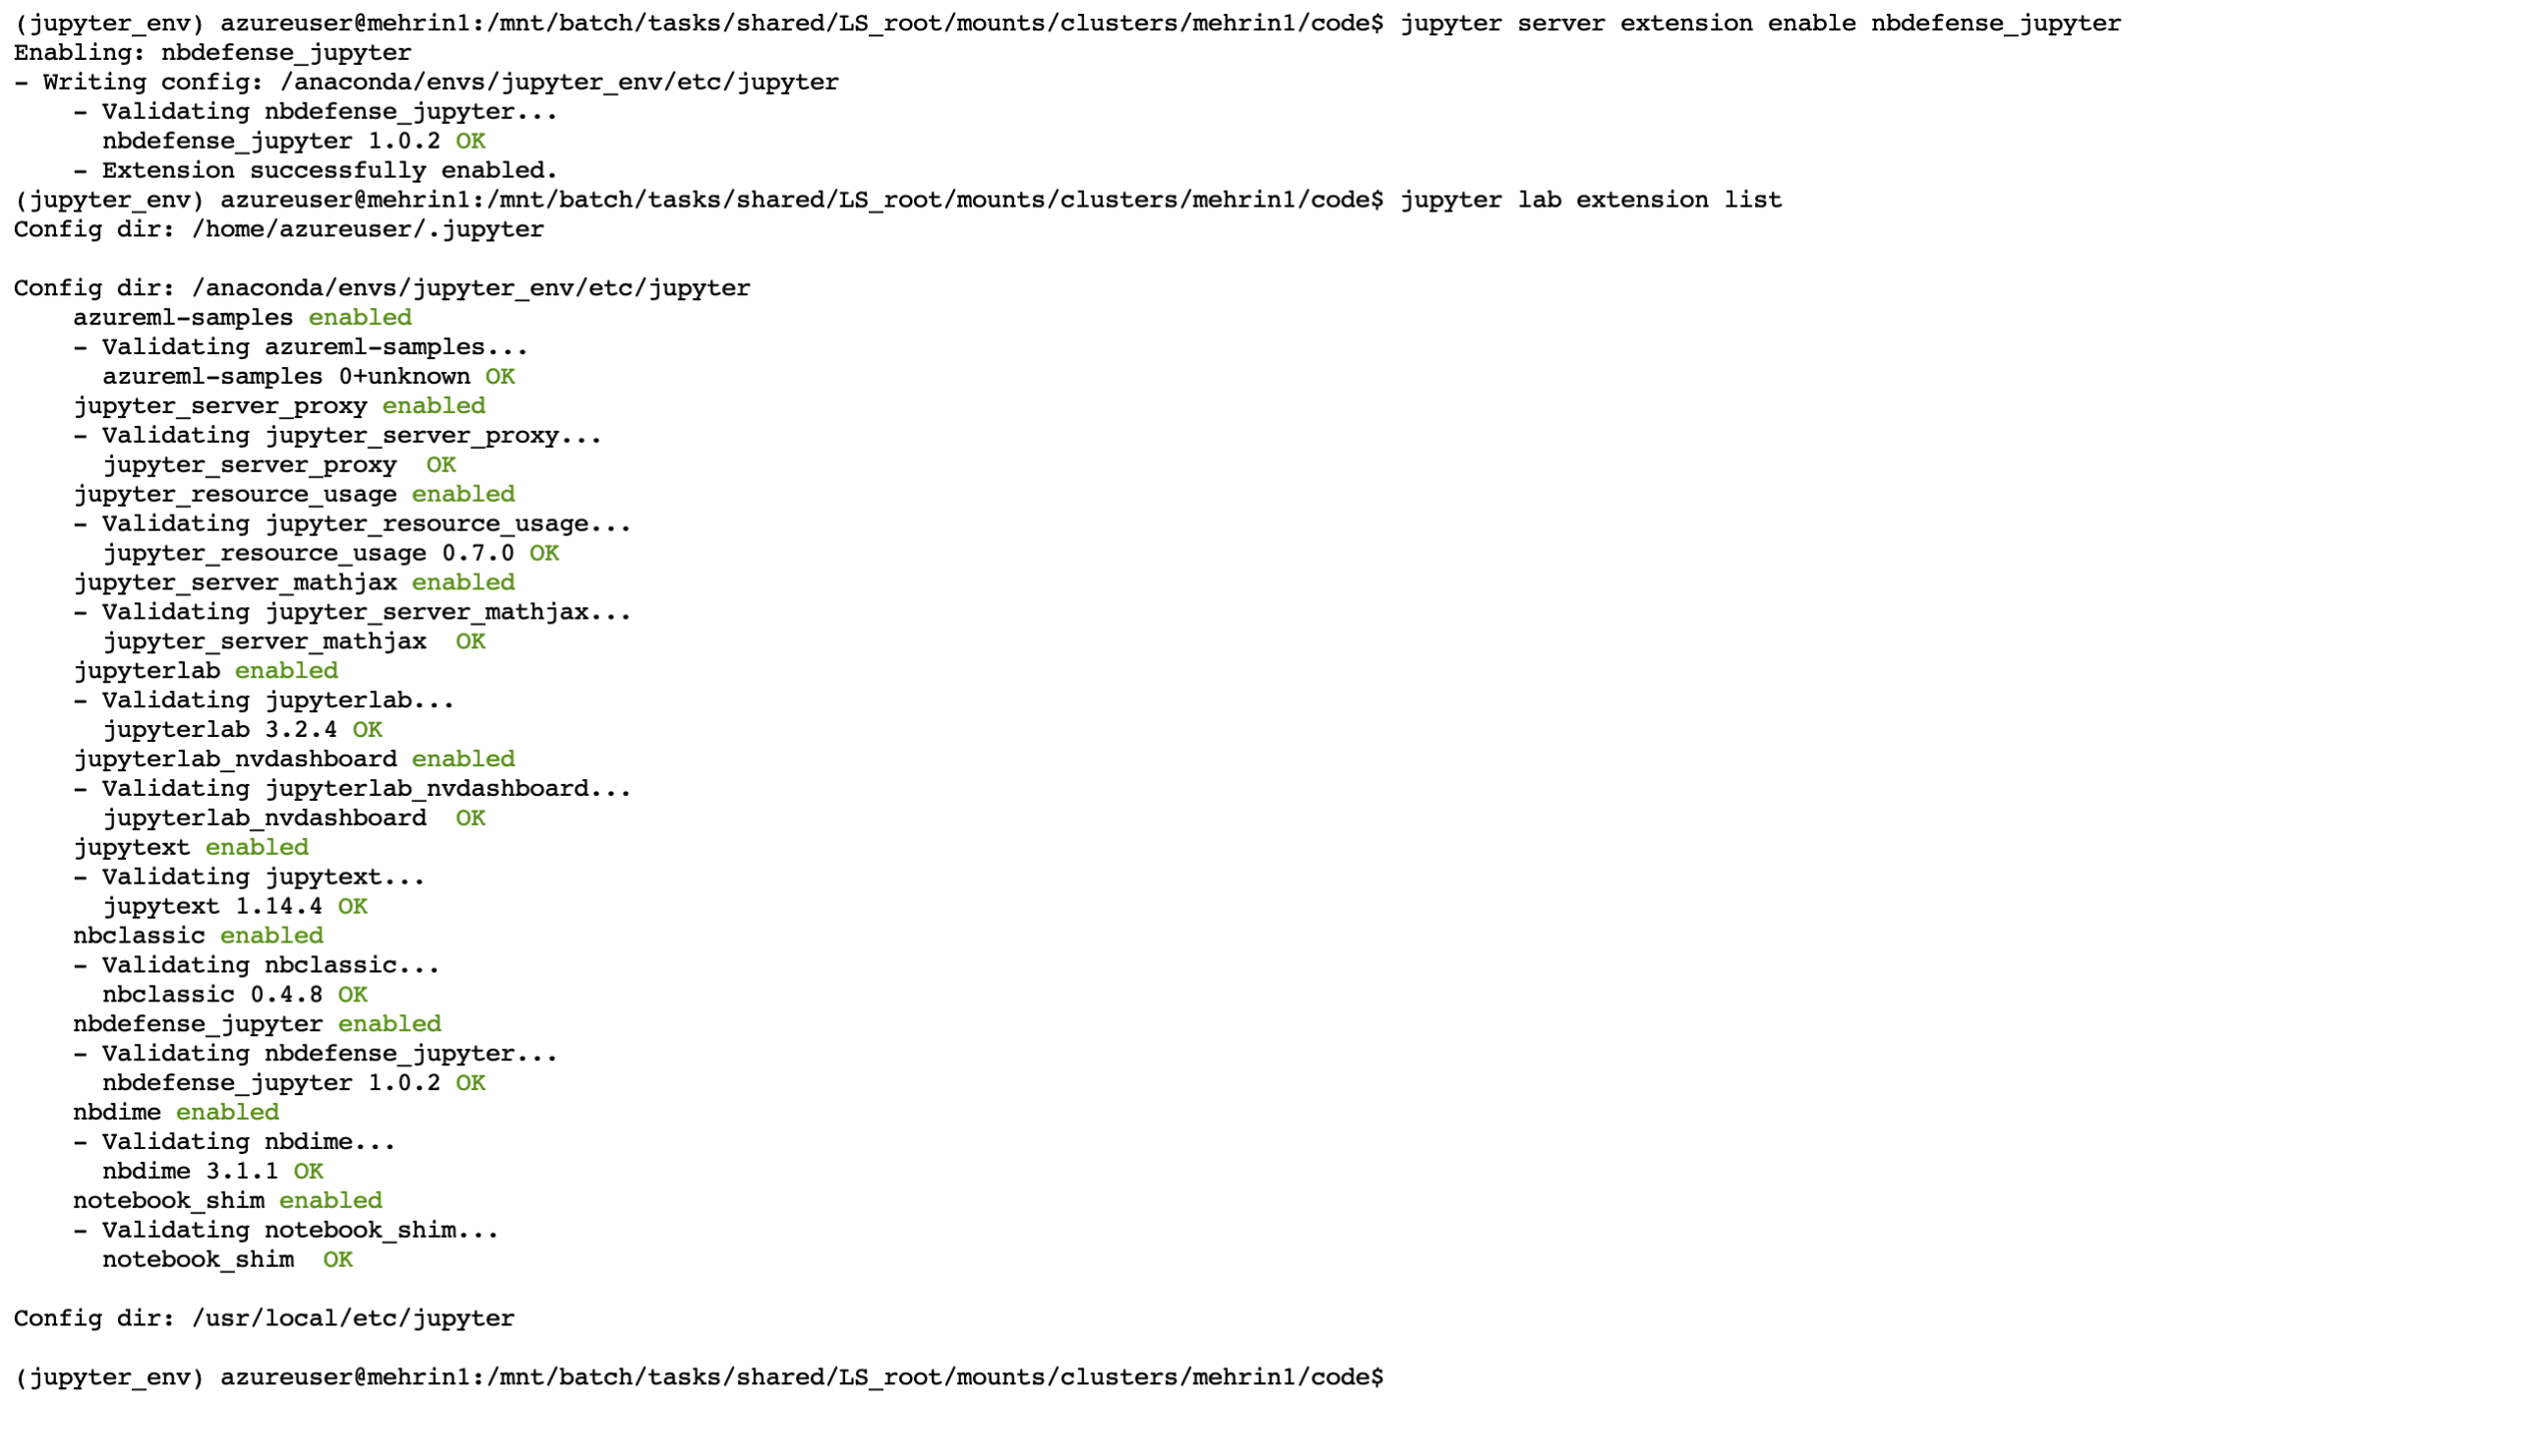 (jupyter_env) azureuser@mehrin1:/mnt/batch/tasks/shared/LS_root/mounts/clusters/mehrin1/code$ jupyter server extension enable nbdefense_jupyter
Enabling: nbdefense_jupyter
- Writing config: /anaconda/envs/jupyter_env/etc/jupyter
    - Validating nbdefense_jupyter...
      nbdefense_jupyter 1.0.2 OK
    - Extension successfully enabled.
(jupyter_env) azureuser@mehrin1:/mnt/batch/tasks/shared/LS_root/mounts/clusters/mehrin1/code$ jupyter lab extension list
Config dir: /home/azureuser/.jupyter

Config dir: /anaconda/envs/jupyter_env/etc/jupyter
    azureml-samples enabled
    - Validating azureml-samples...
      azureml-samples 0+unknown OK
    jupyter_server_proxy enabled
    - Validating jupyter_server_proxy...
      jupyter_server_proxy  OK
    jupyter_resource_usage enabled
    - Validating jupyter_resource_usage...
      jupyter_resource_usage 0.7.0 OK
    jupyter_server_mathjax enabled
    - Validating jupyter_server_mathjax...
      jupyter_server_mathjax  OK
    jupyterlab enabled
    - Validating jupyterlab...
      jupyterlab 3.2.4 OK
    jupyterlab_nvdashboard enabled
    - Validating jupyterlab_nvdashboard...
      jupyterlab_nvdashboard  OK
    jupytext enabled
    - Validating jupytext...
      jupytext 1.14.4 OK
    nbclassic enabled
    - Validating nbclassic...
      nbclassic 0.4.8 OK
    nbdefense_jupyter enabled
    - Validating nbdefense_jupyter...
      nbdefense_jupyter 1.0.2 OK
    nbdime enabled
    - Validating nbdime...
      nbdime 3.1.1 OK
    notebook_shim enabled
    - Validating notebook_shim...
      notebook_shim  OK

Config dir: /usr/local/etc/jupyter

(jupyter_env) azureuser@mehrin1:/mnt/batch/tasks/shared/LS_root/mounts/clusters/mehrin1/code$